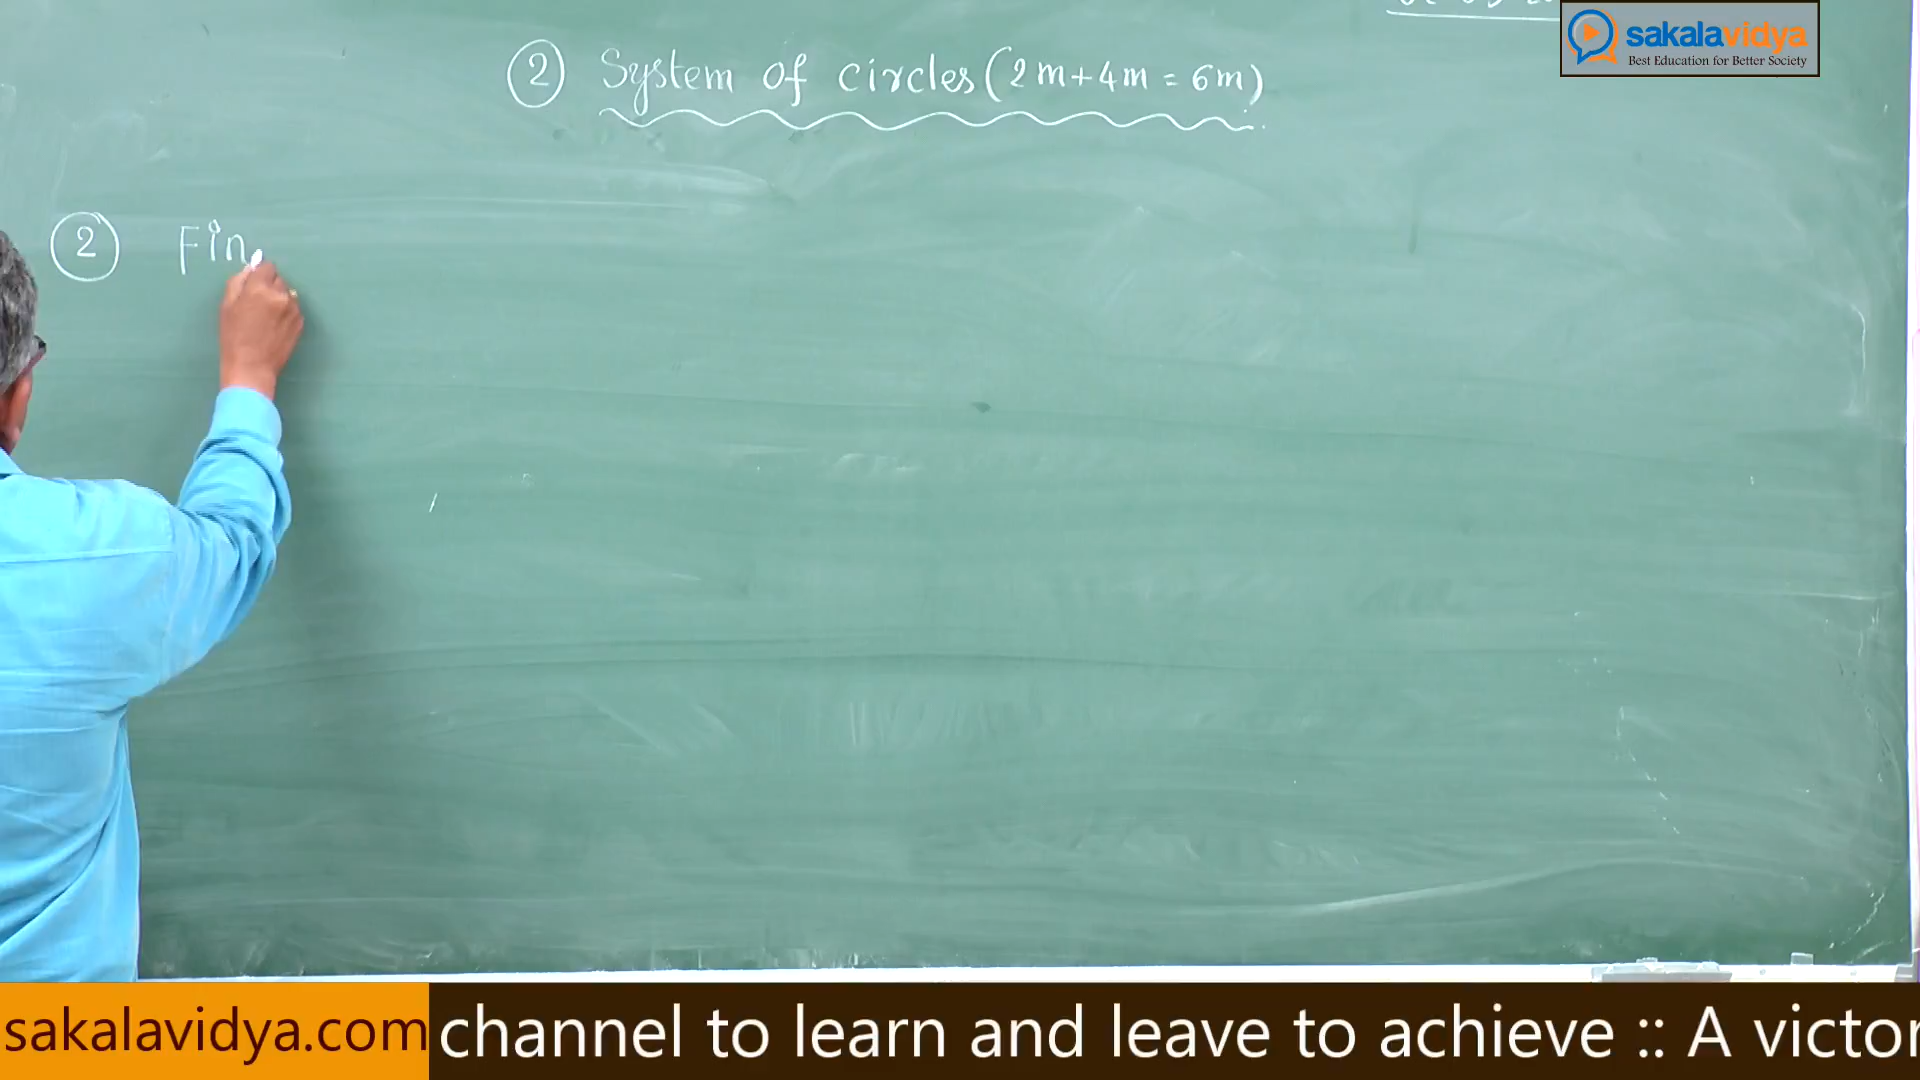 sakalavidya
Best Education for Better Society
② System of circles (2m+4m = 6m)
② Fin
sakalavidya.com channel to learn and leave to achieve :: A victor